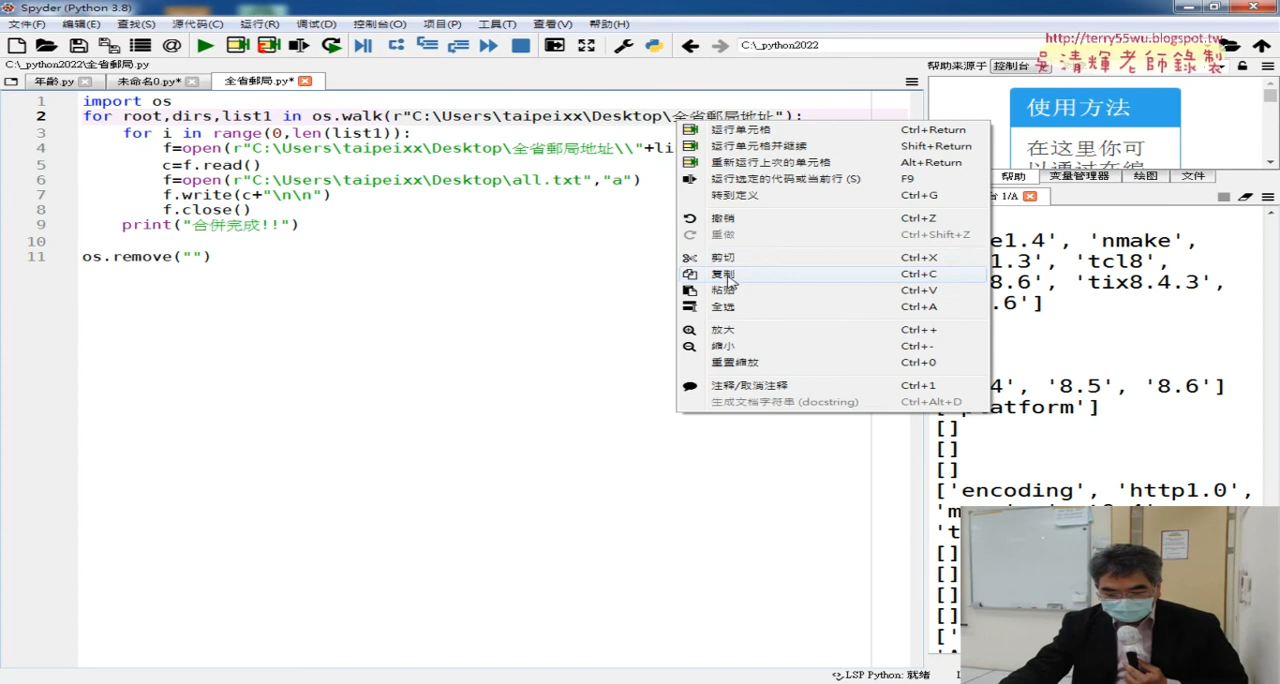 Spyder (Python 3.8)
文件(F) 编辑(E) 查找(S) 源代码(C) 运行(R) 调试(D) 控制台(O) 项目(P) 工具(T) 查看(V) 帮助(H)
C:\_python2022
http://terry55wu.blogspot.tw
吳清輝老師錄製
C:\_python2022\全省郵局.py
帮助来源于 控制台
年龄.py 未命名0.py* 全省郵局.py*
1 import os
2 for root,dirs,list1 in os.walk(r"C:\Users\taipeixx\Desktop\全省郵局地址"):
3 for i in range(0,len(list1)):
4 f=open(r"C:\Users\taipeixx\Desktop\全省郵局地址\\"+li
5 c=f.read()
6 f=open(r"C:\Users\taipeixx\Desktop\all.txt","a")
7 f.write(c+"\n\n")
8 f.close()
9 print("合併完成!!")
10
11 os.remove("")
运行单元格 Ctrl+Return
运行单元格并继续 Shift+Return
重新运行上次的单元格 Alt+Return
运行选定的代码或当前行 (S) F9
转到定义 Ctrl+G
撤销 Ctrl+Z
重做 Ctrl+Shift+Z
剪切 Ctrl+X
复制 Ctrl+C
粘贴 Ctrl+V
全选 Ctrl+A
放大 Ctrl++
缩小 Ctrl+-
重置缩放 Ctrl+0
注释/取消注释 Ctrl+1
生成文档字符串 (docstring) Ctrl+Alt+D
使用方法
在这里你可
以通过在编
帮助 变量管理器 绘图 文件
台 1/A
e1.4', 'nmake',
1.3', 'tcl8',
8.6', 'tix8.4.3',
.6']
4', '8.5', '8.6']
platform']
[]
[]
[]
['encoding', 'http1.0',
[]
[]
[]
[]
['
LSP Python: 就绪